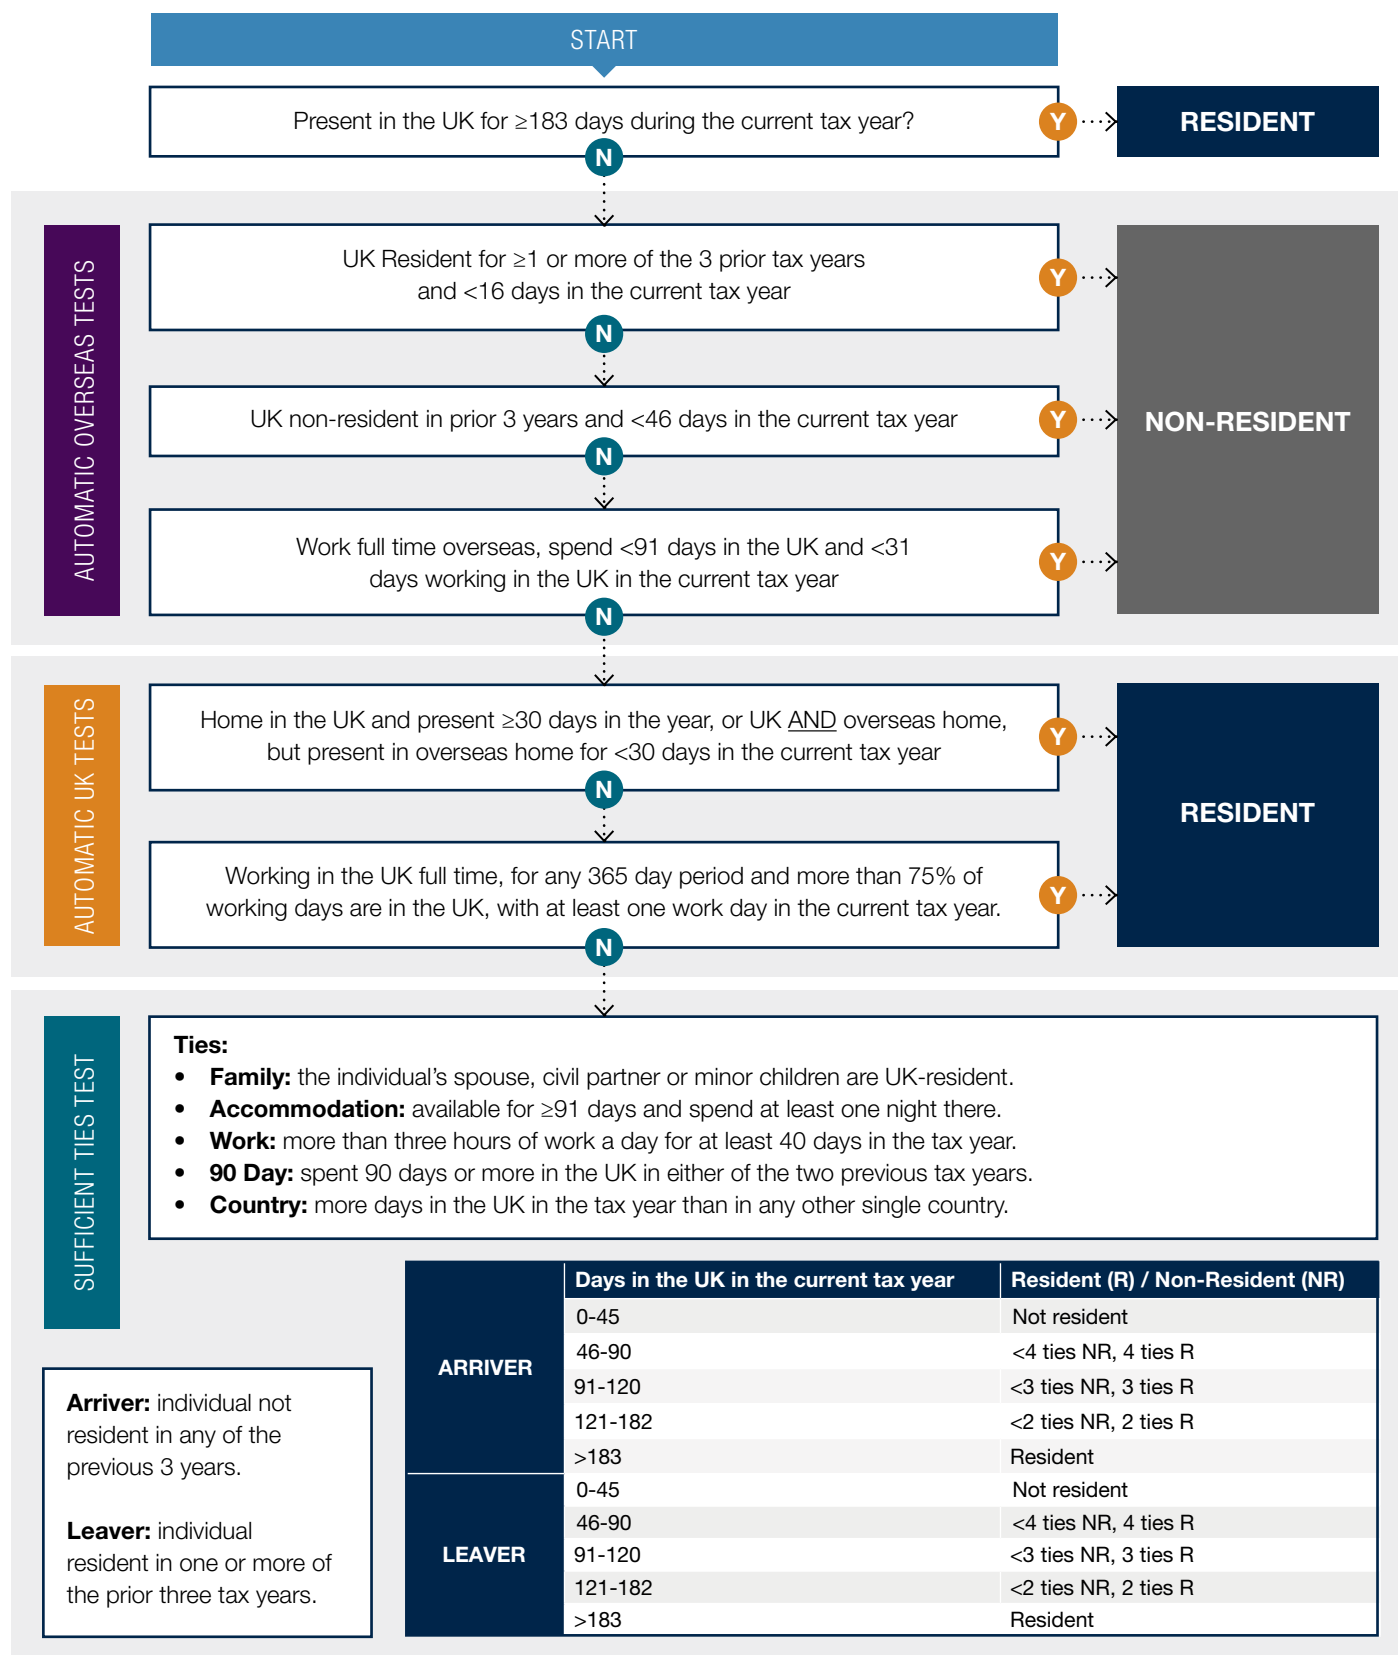 START
Present in the UK for ≥183 days during the current tax year?
Y
RESIDENT
N
AUTOMATIC OVERSEAS TESTS
UK Resident for ≥1 or more of the 3 prior tax years
and <16 days in the current tax year
Y
N
UK non-resident in prior 3 years and <46 days in the current tax year
Y
NON-RESIDENT
N
Work full time overseas, spend <91 days in the UK and <31
days working in the UK in the current tax year
Y
N
AUTOMATIC UK TESTS
Home in the UK and present ≥30 days in the year, or UK AND overseas home,
but present in overseas home for <30 days in the current tax year
Y
N
RESIDENT
Working in the UK full time, for any 365 day period and more than 75% of
working days are in the UK, with at least one work day in the current tax year.
Y
N
SUFFICIENT TIES TEST
Ties:
• Family: the individual's spouse, civil partner or minor children are UK-resident.
• Accommodation: available for ≥91 days and spend at least one night there.
• Work: more than three hours of work a day for at least 40 days in the tax year.
• 90 Day: spent 90 days or more in the UK in either of the two previous tax years.
• Country: more days in the UK in the tax year than in any other single country.
Arriver: individual not
resident in any of the
previous 3 years.
Leaver: individual
resident in one or more of
the prior three tax years.
Days in the UK in the current tax year Resident (R) / Non-Resident (NR)
ARRIVER
0-45 Not resident
46-90 <4 ties NR, 4 ties R
91-120 <3 ties NR, 3 ties R
121-182 <2 ties NR, 2 ties R
>183 Resident
LEAVER
0-45 Not resident
46-90 <4 ties NR, 4 ties R
91-120 <3 ties NR, 3 ties R
121-182 <2 ties NR, 2 ties R
>183 Resident